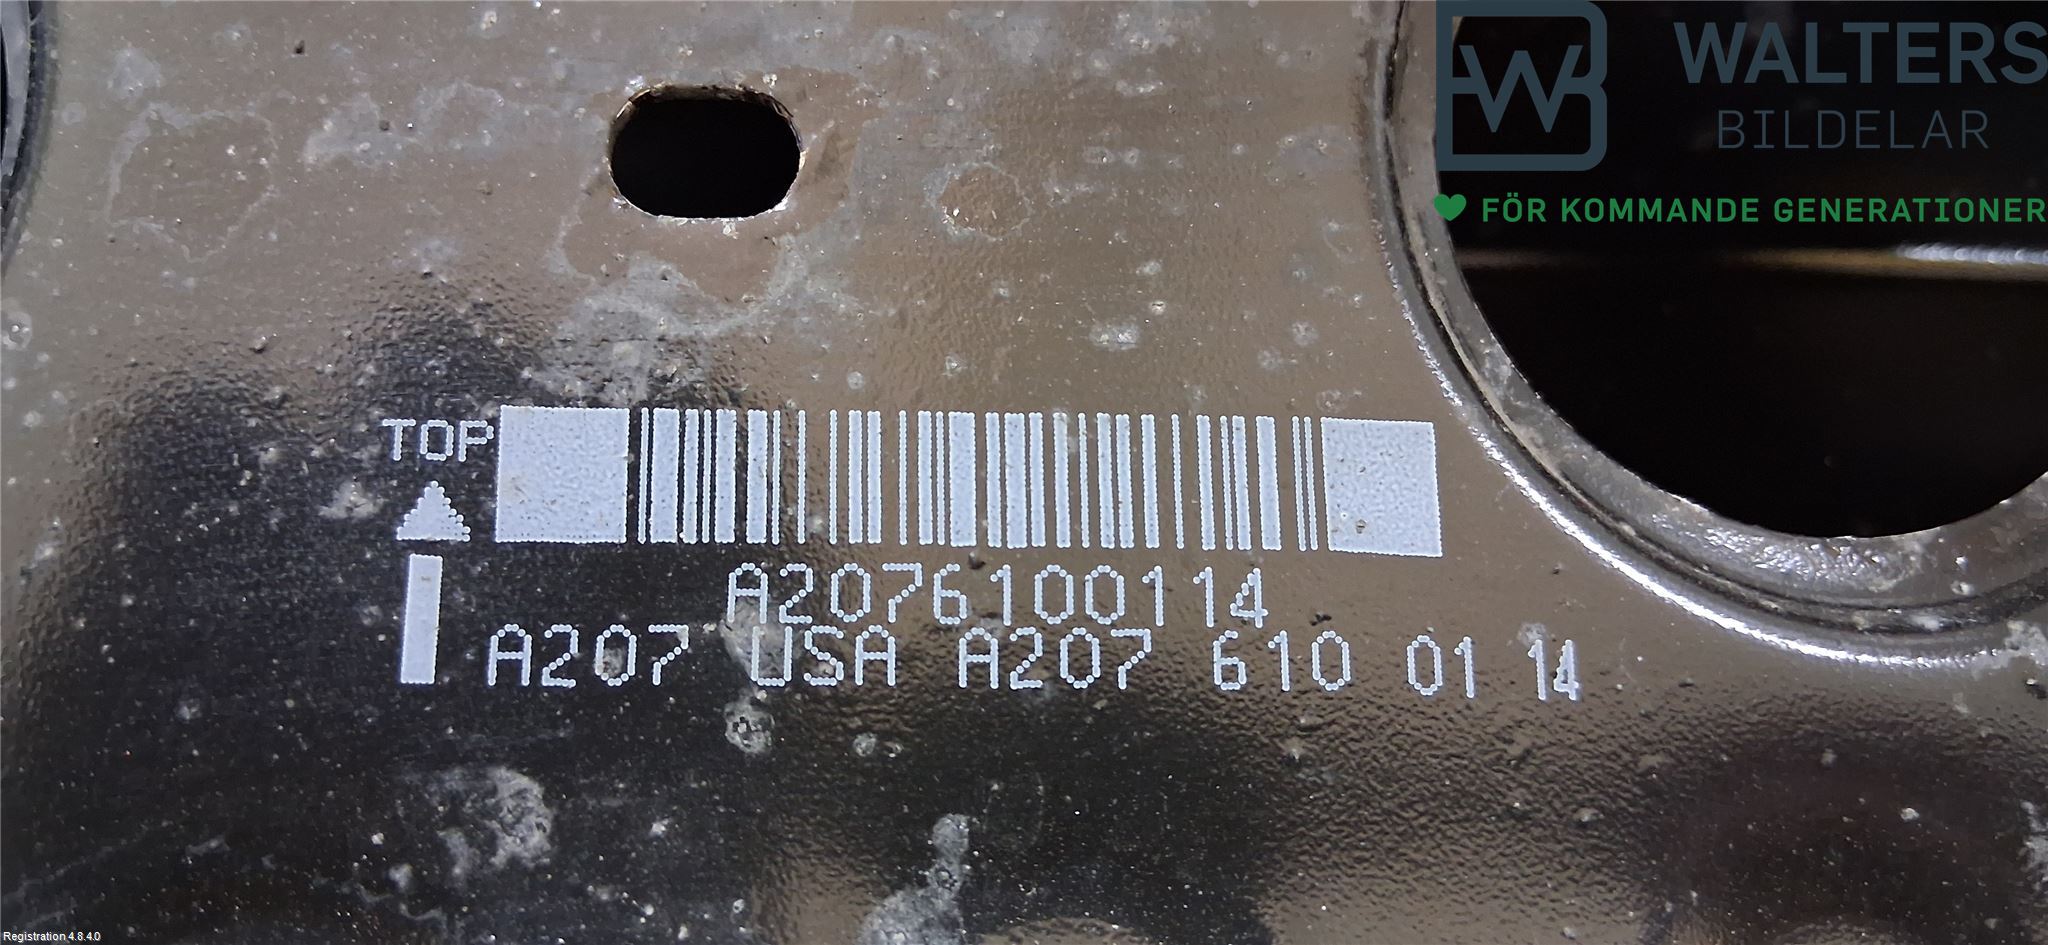 WALTERS
BILDELAR
FÖR KOMMANDE GENERATIONER
TOP
A2076100114
A207 USA A207 610 01 14
Registration 4.8.4.0